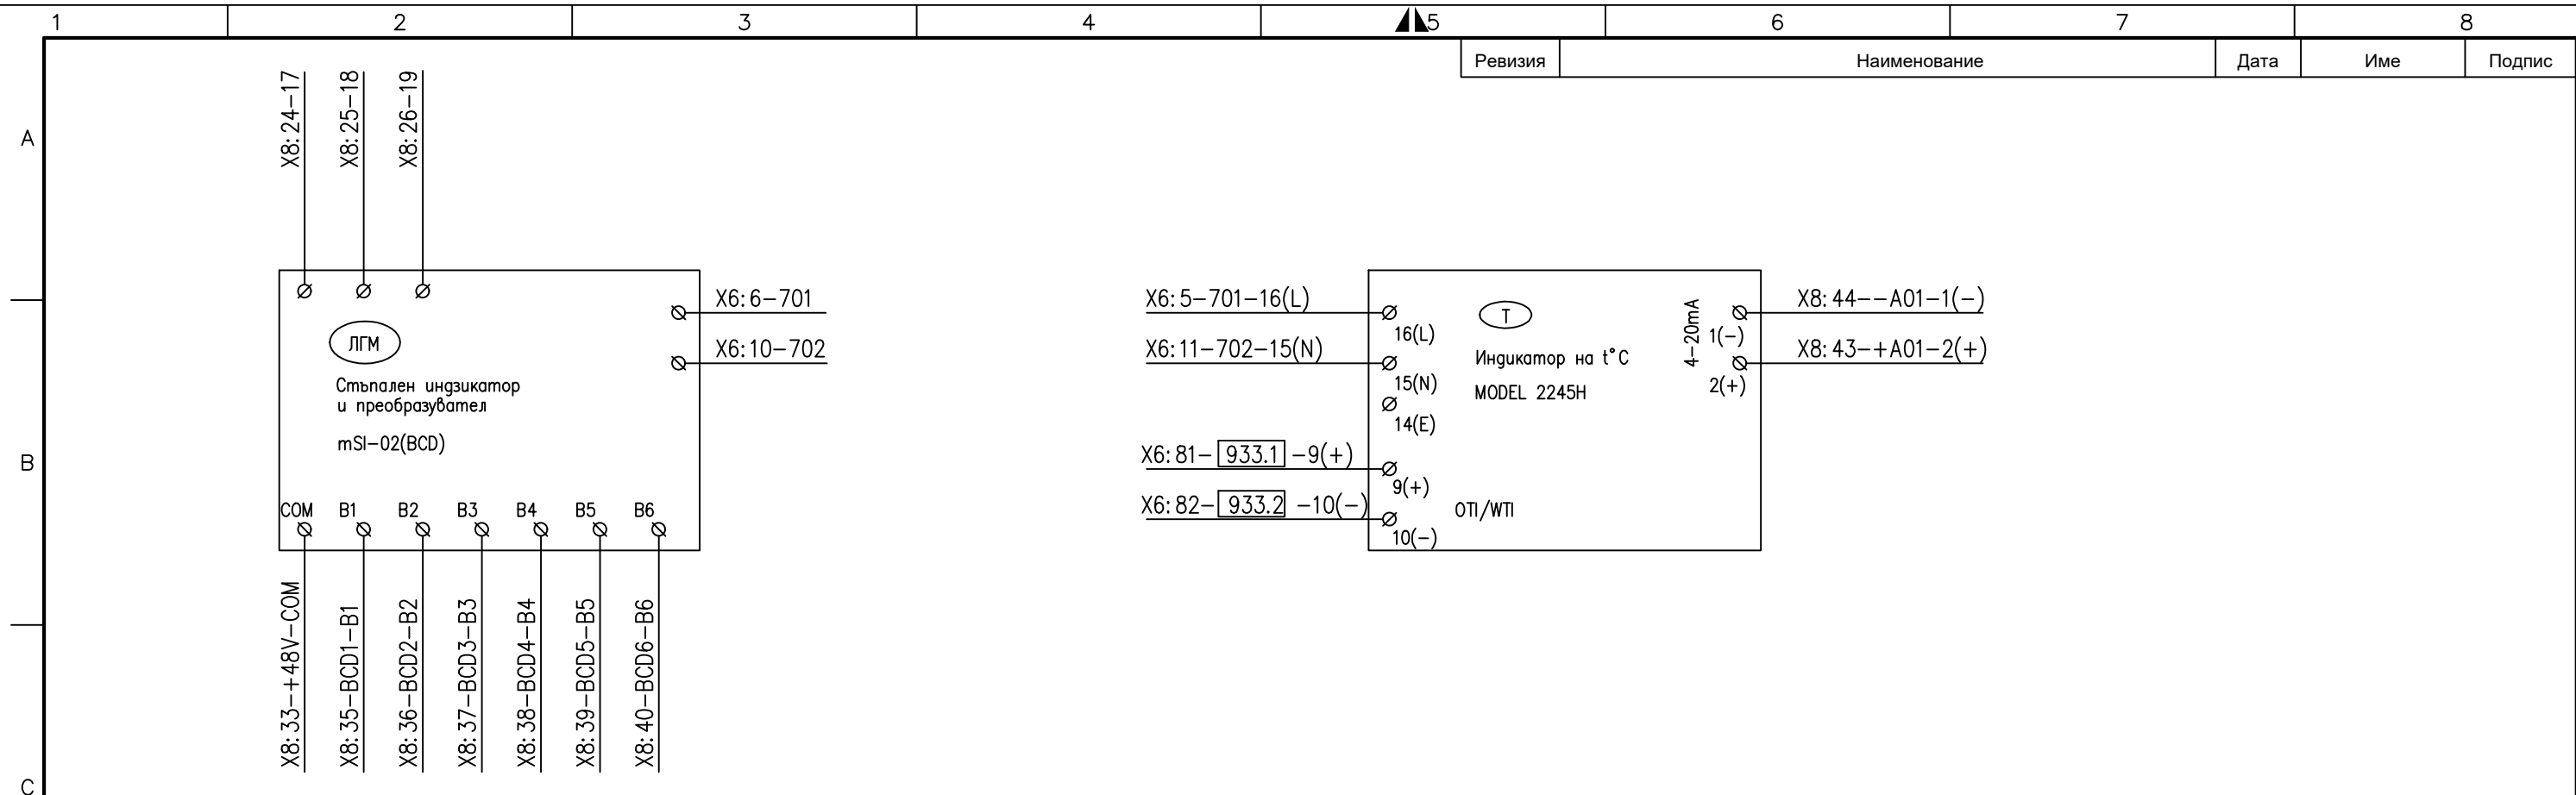 1 2 3 4 5 6 7 8
Ревизия Наименование Дата Име Подпис
A
B
C
X8:24-17
X8:25-18
X8:26-19
X6:6-701
X6:10-702
ЛГМ
Стъпален индзикатор
и преобразувател
mSI-02(BCD)
COM B1 B2 B3 B4 B5 B6
X8:33-+48V-COM
X8:35-BCD1-B1
X8:36-BCD2-B2
X8:37-BCD3-B3
X8:38-BCD4-B4
X8:39-BCD5-B5
X8:40-BCD6-B6
X6:5-701-16(L)
X6:11-702-15(N)
X6:81- 933.1 -9(+)
X6:82- 933.2 -10(-)
16(L)
15(N)
14(E)
9(+)
10(-)
T
Индикатор на t°C
MODEL 2245H
OTI/WTI
4-20mA
1(-)
2(+)
X8:44--A01-1(-)
X8:43-+A01-2(+)